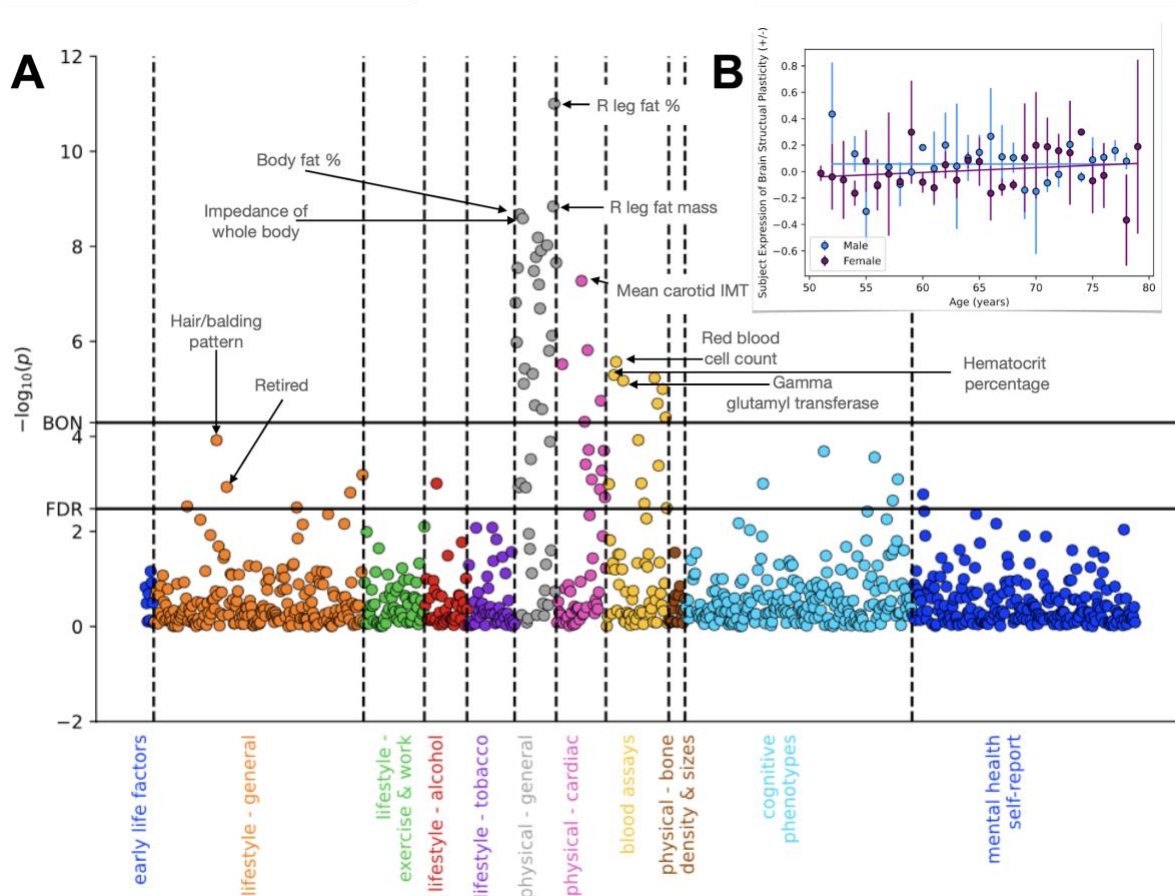 A
B
12
10
8
6
BON
4
FDR
2
0
−2
−log10(p)
R leg fat %
Body fat %
R leg fat mass
Impedance of
whole body
Mean carotid IMT
Hair/balding
pattern
Retired
Red blood
cell count
Hematocrit
percentage
Gamma
glutamyl transferase
early life factors
lifestyle - general
lifestyle -
exercise & work
lifestyle - alcohol
lifestyle - tobacco
physical - general
physical - cardiac
blood assays
physical - bone
density & sizes
cognitive
phenotypes
mental health
self-report
Subject Expression of Brain Structual Plasticity (+/-)
0.8
0.6
0.4
0.2
0.0
−0.2
−0.4
−0.6
Male
Female
50
55
60
65
70
75
80
Age (years)